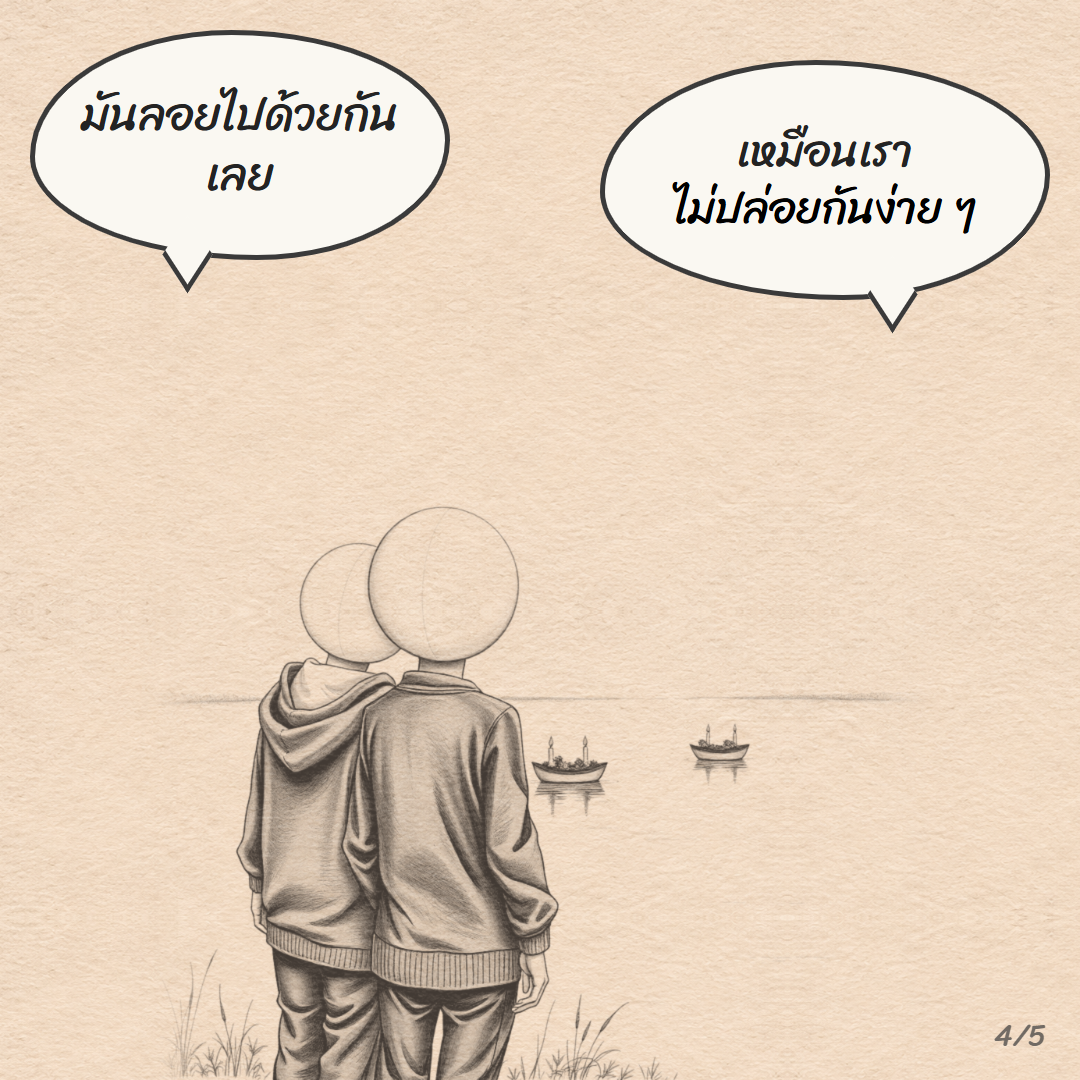 มันลอยไปด้วยกัน
เลย
เหมือนเรา
ไม่ปล่อยกันง่าย ๆ
4/5